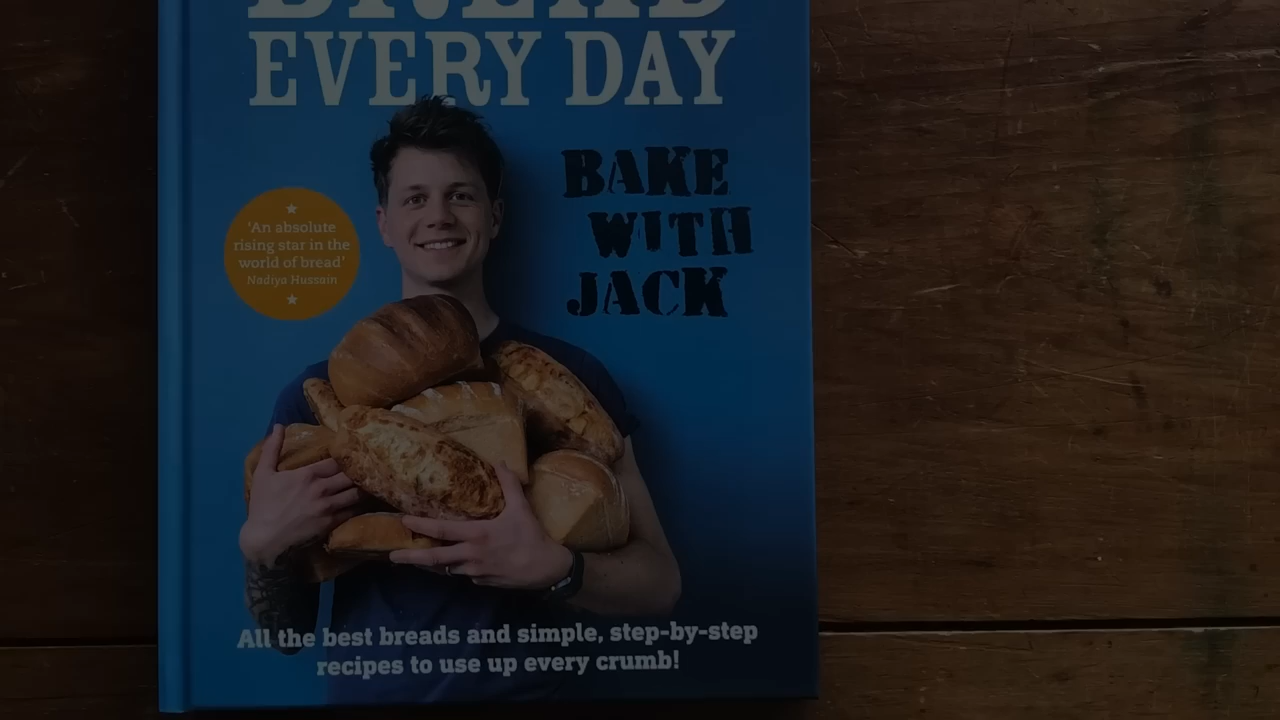 BREAD
EVERY DAY
BAKE
WITH
JACK
'An absolute
rising star in the
world of bread'
Nadiya Hussain
All the best breads and simple, step-by-step
recipes to use up every crumb!